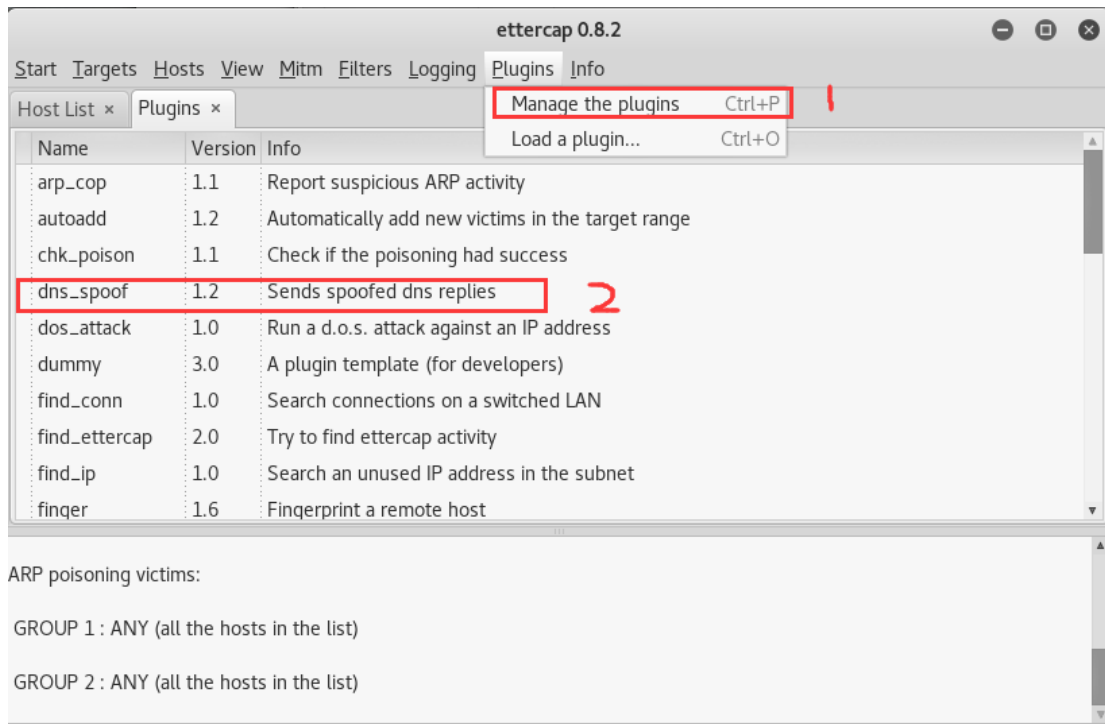 ettercap 0.8.2
Start Targets Hosts View Mitm Filters Logging Plugins Info
Host List × Plugins ×
Manage the plugins Ctrl+P 1
Load a plugin... Ctrl+O
Name Version Info
arp_cop 1.1 Report suspicious ARP activity
autoadd 1.2 Automatically add new victims in the target range
chk_poison 1.1 Check if the poisoning had success
dns_spoof 1.2 Sends spoofed dns replies 2
dos_attack 1.0 Run a d.o.s. attack against an IP address
dummy 3.0 A plugin template (for developers)
find_conn 1.0 Search connections on a switched LAN
find_ettercap 2.0 Try to find ettercap activity
find_ip 1.0 Search an unused IP address in the subnet
finger 1.6 Fingerprint a remote host
ARP poisoning victims:
GROUP 1 : ANY (all the hosts in the list)
GROUP 2 : ANY (all the hosts in the list)